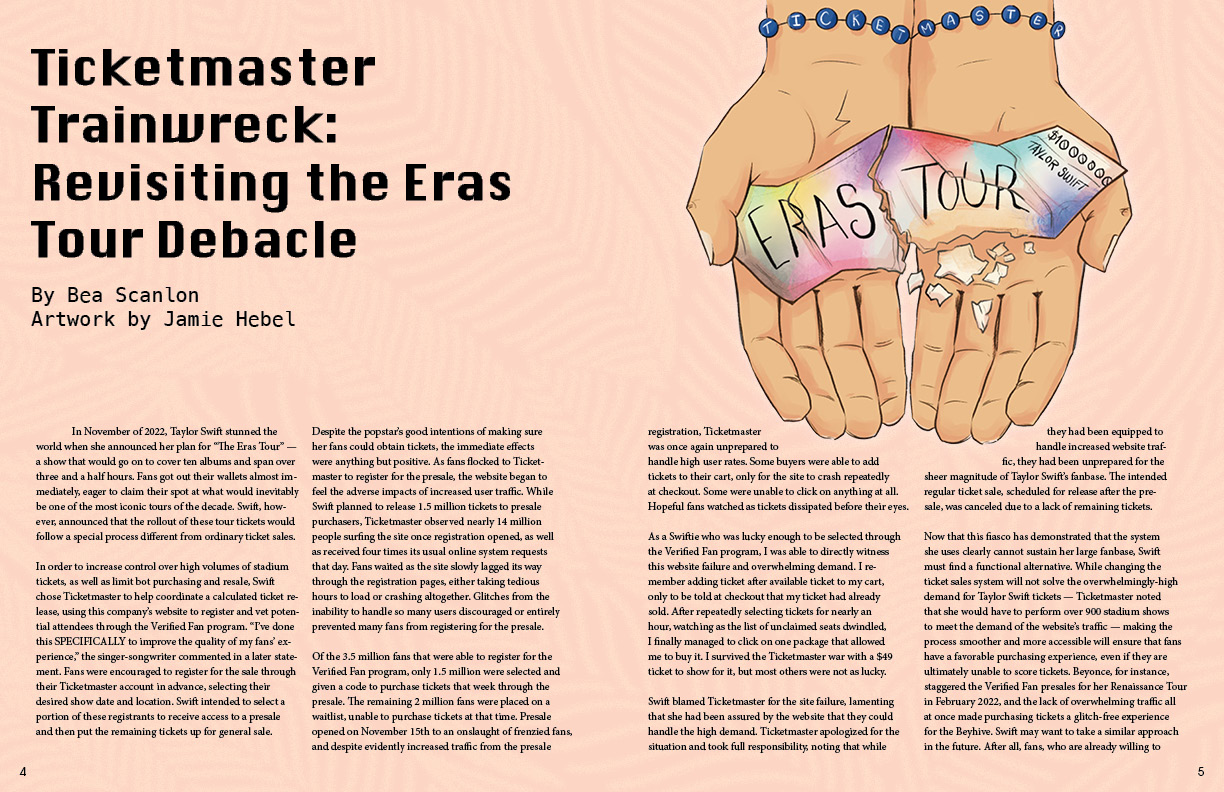 Ticketmaster
Trainwreck:
Revisiting the Eras
Tour Debacle
By Bea Scanlon
Artwork by Jamie Hebel
In November of 2022, Taylor Swift stunned the
world when she announced her plan for “The Eras Tour” —
a show that would go on to cover ten albums and span over
three and a half hours. Fans got out their wallets almost im-
mediately, eager to claim their spot at what would inevitably
be one of the most iconic tours of the decade. Swift, how-
ever, announced that the rollout of these tour tickets would
follow a special process different from ordinary ticket sales.
In order to increase control over high volumes of stadium
tickets, as well as limit bot purchasing and resale, Swift
chose Ticketmaster to help coordinate a calculated ticket re-
lease, using this company’s website to register and vet poten-
tial attendees through the Verified Fan program. “I’ve done
this SPECIFICALLY to improve the quality of my fans’ ex-
perience,” the singer-songwriter commented in a later state-
ment. Fans were encouraged to register for the sale through
their Ticketmaster account in advance, selecting their
desired show date and location. Swift intended to select a
portion of these registrants to receive access to a presale
and then put the remaining tickets up for general sale.
Despite the popstar’s good intentions of making sure
her fans could obtain tickets, the immediate effects
were anything but positive. As fans flocked to Ticket-
master to register for the presale, the website began to
feel the adverse impacts of increased user traffic. While
Swift planned to release 1.5 million tickets to presale
purchasers, Ticketmaster observed nearly 14 million
people surfing the site once registration opened, as well
as received four times its usual online system requests
that day. Fans waited as the site slowly lagged its way
through the registration pages, either taking tedious
hours to load or crashing altogether. Glitches from the
inability to handle so many users discouraged or entirely
prevented many fans from registering for the presale.
Of the 3.5 million fans that were able to register for the
Verified Fan program, only 1.5 million were selected and
given a code to purchase tickets that week through the
presale. The remaining 2 million fans were placed on a
waitlist, unable to purchase tickets at that time. Presale
opened on November 15th to an onslaught of frenzied fans,
and despite evidently increased traffic from the presale
4
TICKETMASTER
ERAS TOUR
$1000000
TAYLOR SWIFT
registration, Ticketmaster
was once again unprepared to
handle high user rates. Some buyers were able to add
tickets to their cart, only for the site to crash repeatedly
at checkout. Some were unable to click on anything at all.
Hopeful fans watched as tickets dissipated before their eyes.
As a Swiftie who was lucky enough to be selected through
the Verified Fan program, I was able to directly witness
this website failure and overwhelming demand. I re-
member adding ticket after available ticket to my cart,
only to be told at checkout that my ticket had already
sold. After repeatedly selecting tickets for nearly an
hour, watching as the list of unclaimed seats dwindled,
I finally managed to click on one package that allowed
me to buy it. I survived the Ticketmaster war with a $49
ticket to show for it, but most others were not as lucky.
Swift blamed Ticketmaster for the site failure, lamenting
that she had been assured by the website that they could
handle the high demand. Ticketmaster apologized for the
situation and took full responsibility, noting that while
they had been equipped to
handle increased website traf-
fic, they had been unprepared for the
sheer magnitude of Taylor Swift’s fanbase. The intended
regular ticket sale, scheduled for release after the pre-
sale, was canceled due to a lack of remaining tickets.
Now that this fiasco has demonstrated that the system
she uses clearly cannot sustain her large fanbase, Swift
must find a functional alternative. While changing the
ticket sales system will not solve the overwhelmingly-high
demand for Taylor Swift tickets — Ticketmaster noted
that she would have to perform over 900 stadium shows
to meet the demand of the website’s traffic — making the
process smoother and more accessible will ensure that fans
have a favorable purchasing experience, even if they are
ultimately unable to score tickets. Beyonce, for instance,
staggered the Verified Fan presales for her Renaissance Tour
in February 2022, and the lack of overwhelming traffic all
at once made purchasing tickets a glitch-free experience
for the Beyhive. Swift may want to take a similar approach
in the future. After all, fans, who are already willing to
5